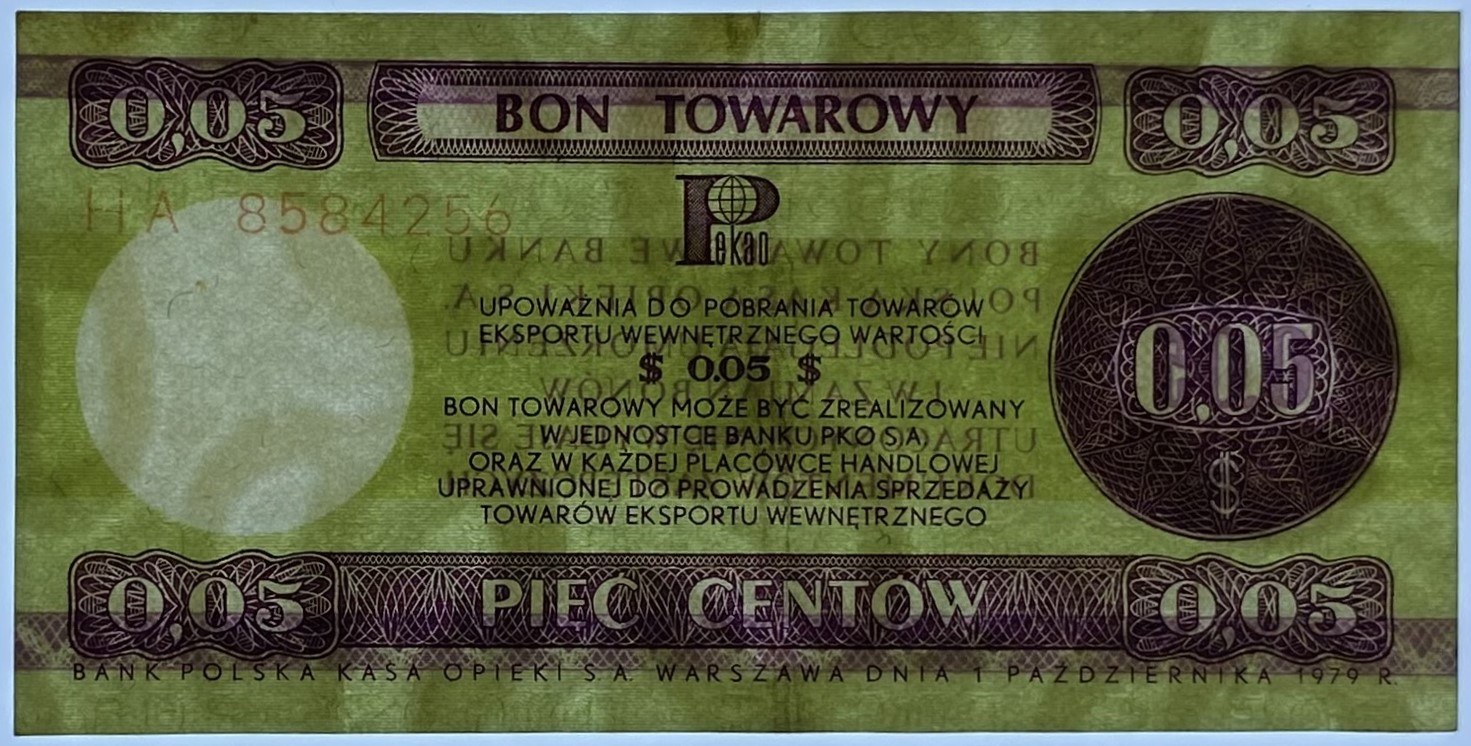 0,05 BON TOWAROWY 0,05
HA 8584256
Pekao
UPOWAŻNIA DO POBRANIA TOWARÓW
EKSPORTU WEWNĘTRZNEGO WARTOŚCI
$ 0.05 $
0,05
$
BON TOWAROWY MOŻE BYĆ ZREALIZOWANY
W JEDNOSTCE BANKU PKO S.A.
ORAZ W KAŻDEJ PLACÓWCE HANDLOWEJ
UPRAWNIONEJ DO PROWADZENIA SPRZEDAŻY
TOWARÓW EKSPORTU WEWNĘTRZNEGO
0,05 PIĘĆ CENTÓW 0,05
BANK POLSKA KASA OPIEKI S.A. WARSZAWA DNIA 1 PAŹDZIERNIKA 1979 R.